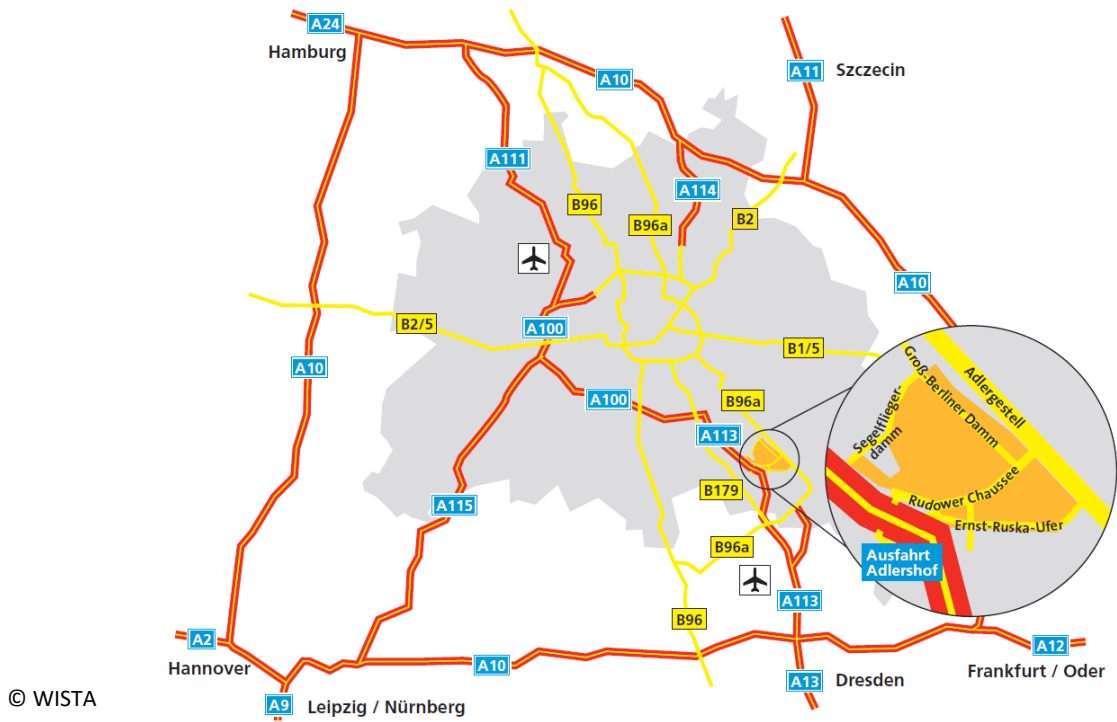 A24
Hamburg
A10
A11
Szczecin
A111
A114
B96
B96a
B2
A10
B2/5
A100
B1/5
A10
A100
B96a
A113
Groß-Berliner Damm
Adlergestell
Segelflieger-
damm
Rudower Chaussee
Ernst-Ruska-Ufer
Ausfahrt
Adlershof
A115
B179
B96a
A113
B96
A2
Hannover
A10
A12
Frankfurt / Oder
A13
Dresden
A9
Leipzig / Nürnberg
© WISTA